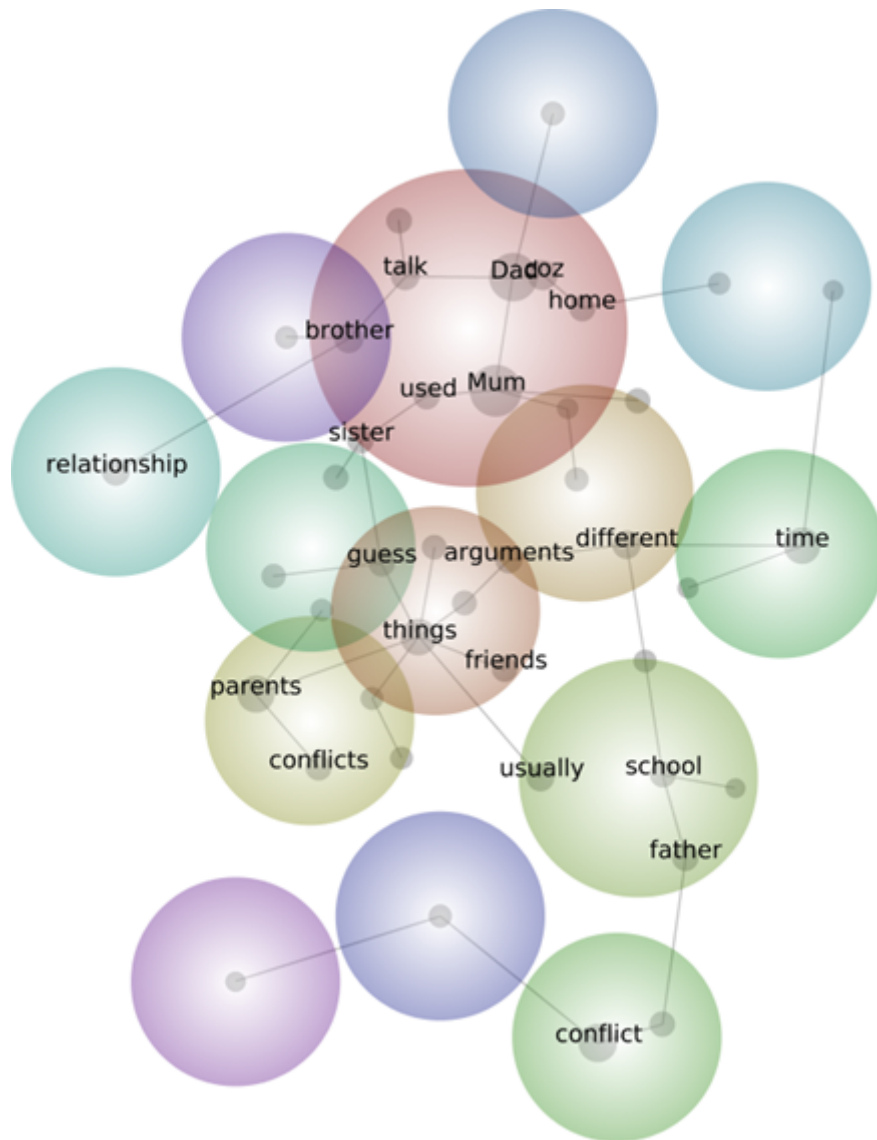 talk
Dad
coz
home
brother
used
Mum
sister
relationship
guess
arguments
different
time
things
friends
parents
conflicts
usually
school
father
conflict